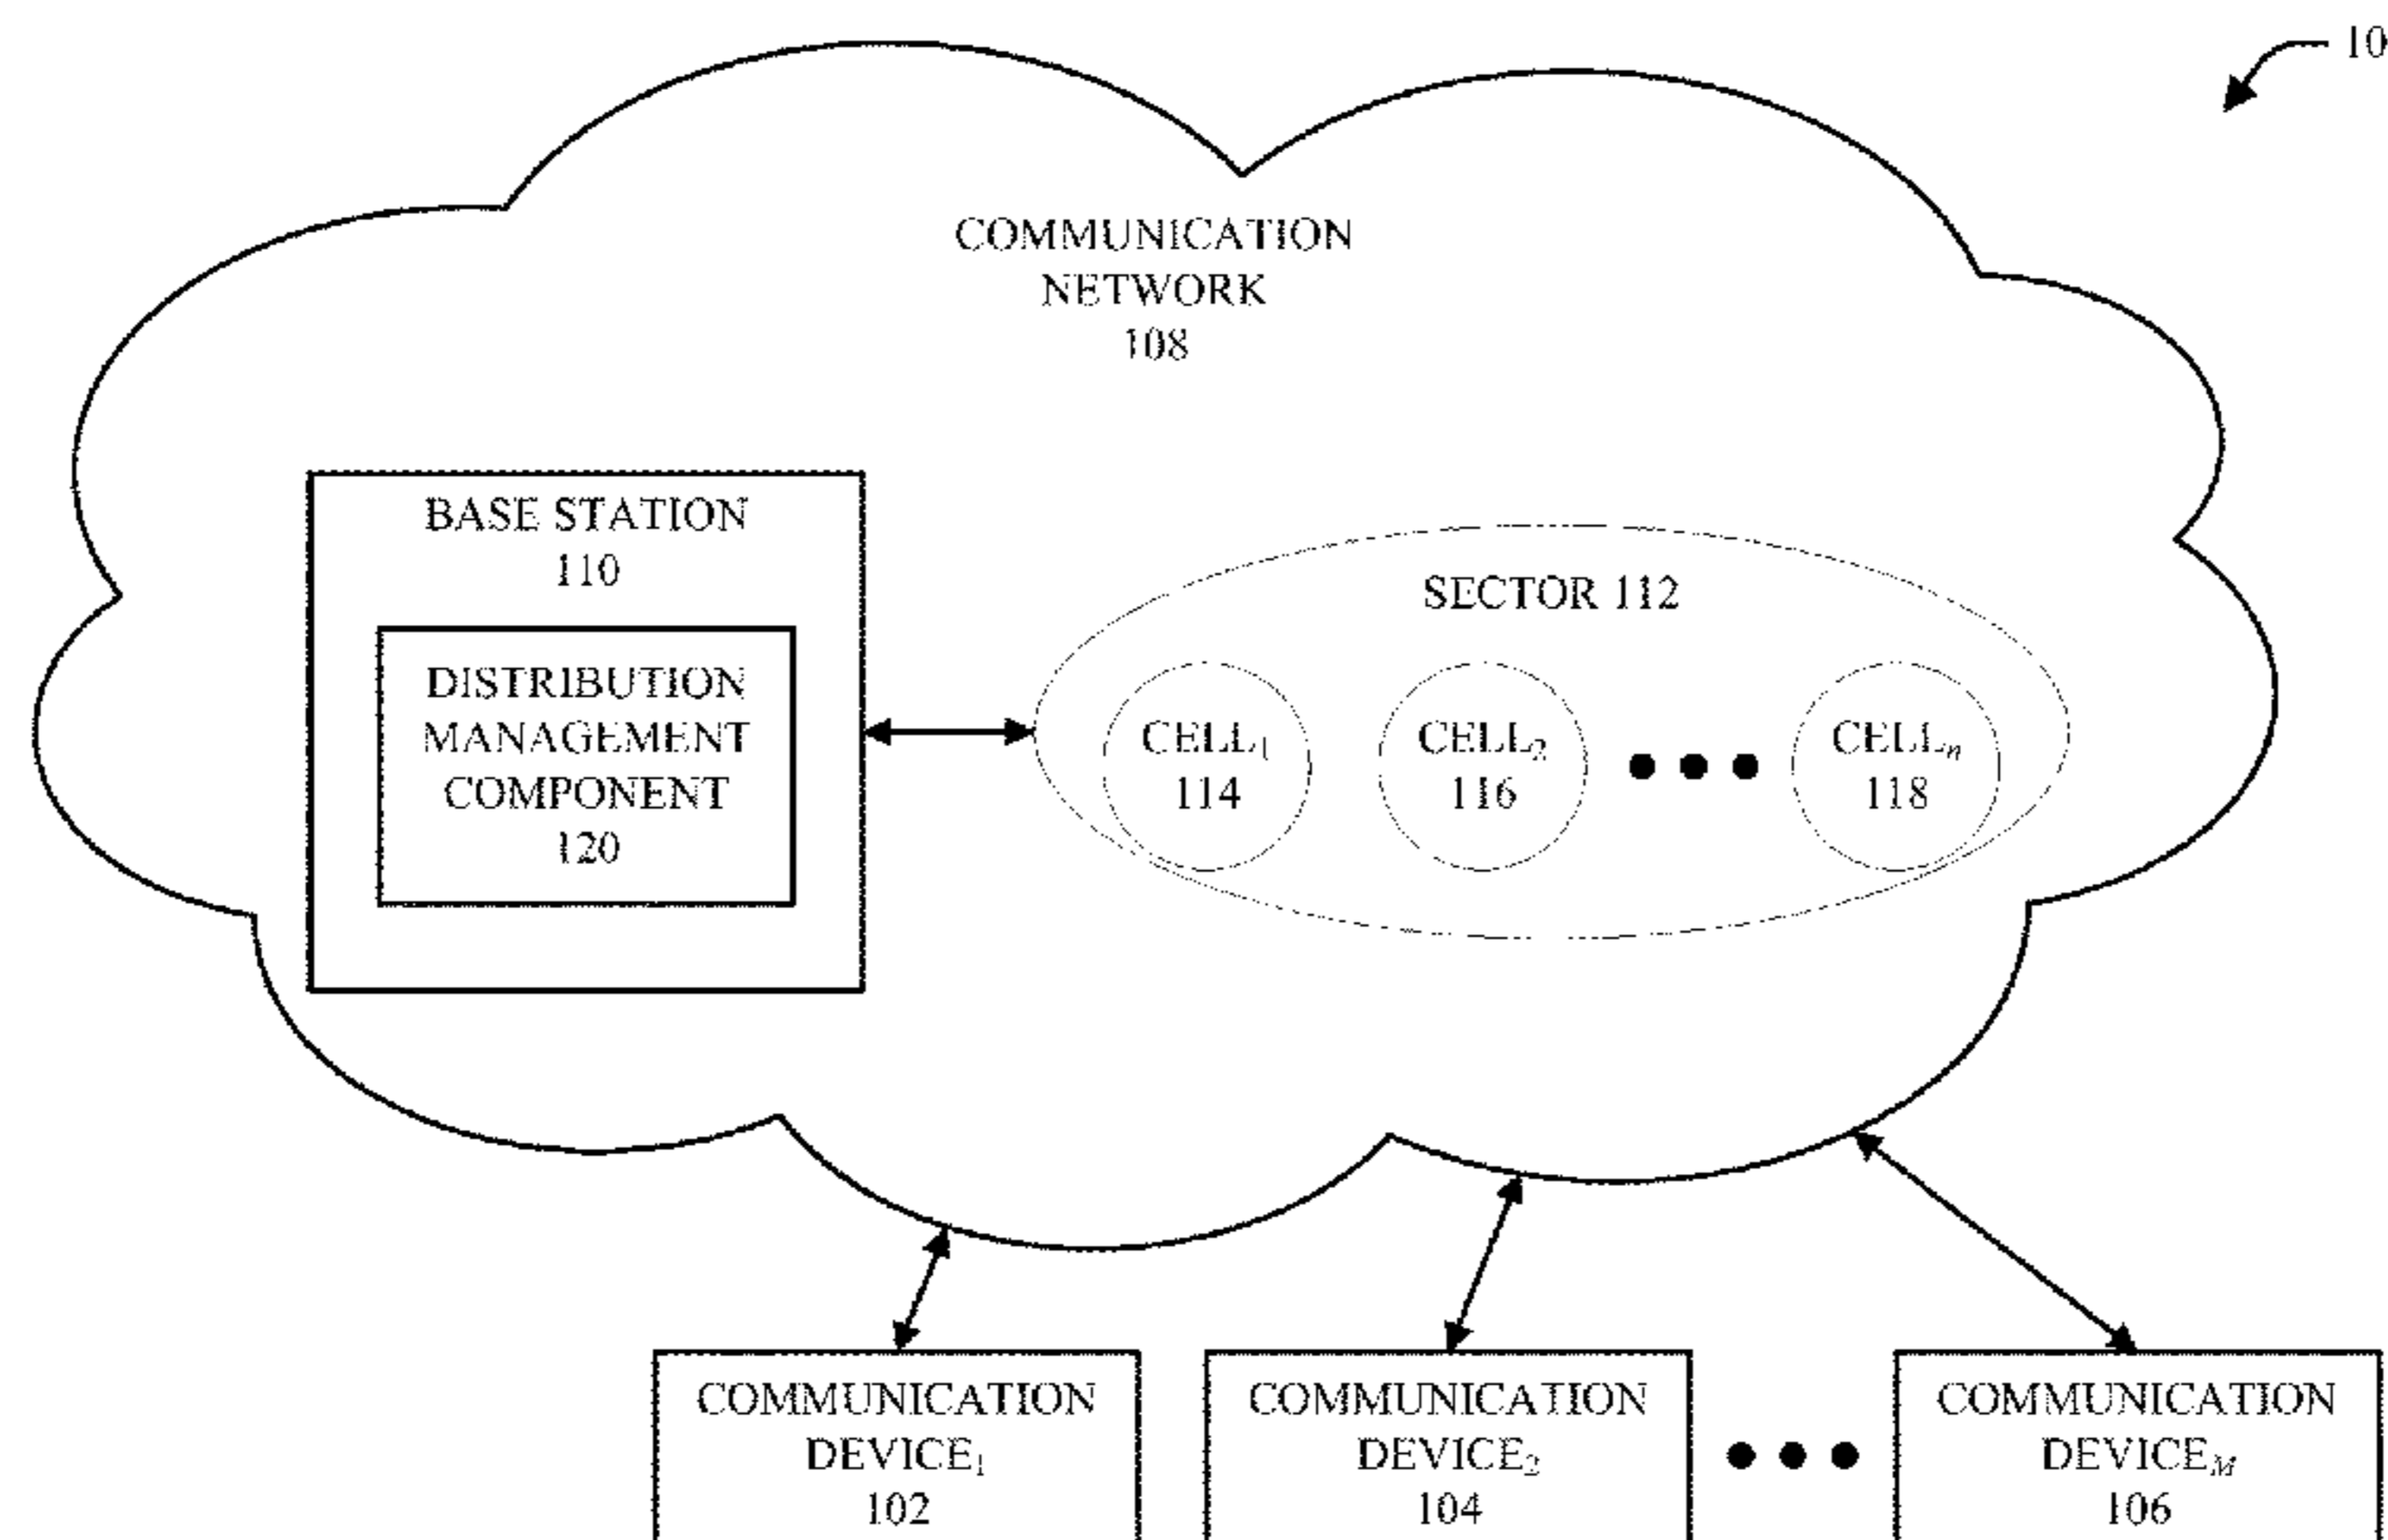 10
COMMUNICATION
NETWORK
108
BASE STATION
110
DISTRIBUTION
MANAGEMENT
COMPONENT
120
SECTOR 112
CELL₁
114
CELL₂
116
CELLₙ
118
COMMUNICATION
DEVICE₁
102
COMMUNICATION
DEVICE₂
104
COMMUNICATION
DEVICE_M
106